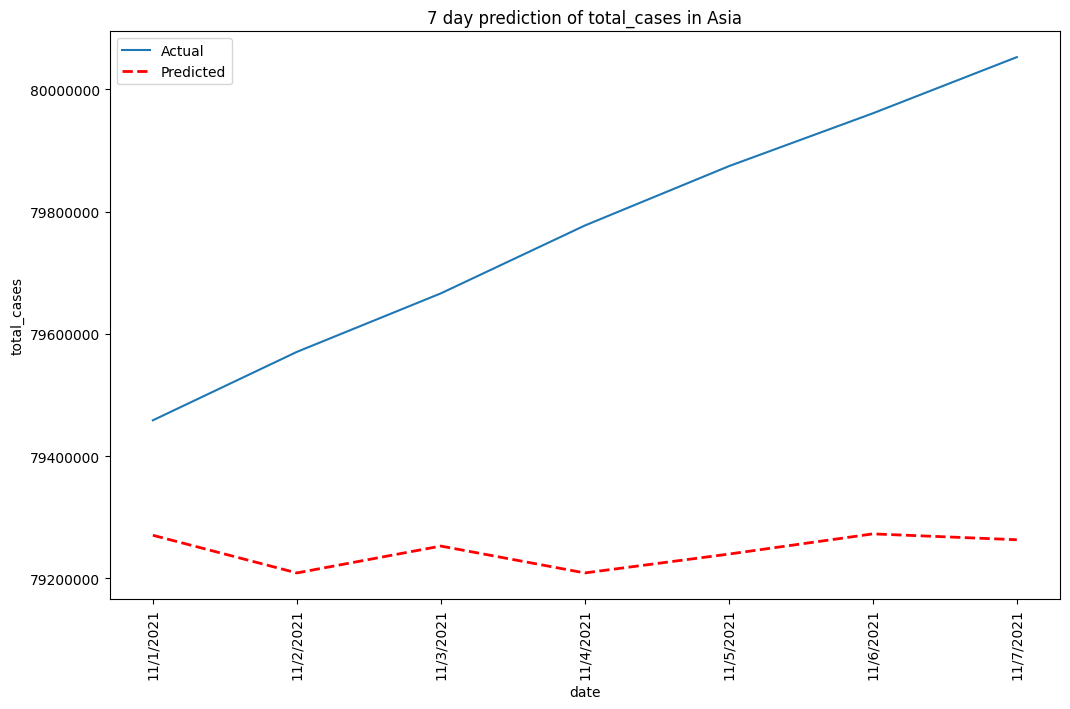 7 day prediction of total_cases in Asia
Actual
Predicted
80000000
79800000
79600000
79400000
79200000
total_cases
11/1/2021
11/2/2021
11/3/2021
11/4/2021
11/5/2021
11/6/2021
11/7/2021
date